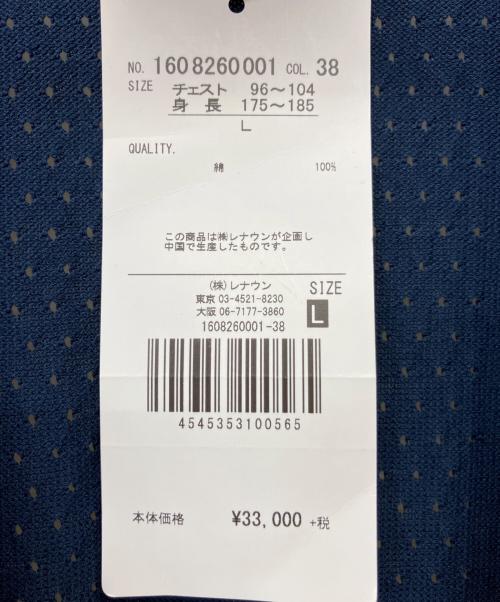 NO. 1608260001 COL. 38
SIZE チェスト 96～104
身長 175～185
L
QUALITY.
綿 100%
この商品は㈱レナウンが企画し
中国で生産したものです。
(株)レナウン SIZE
東京 03-4521-8230
大阪 06-7177-3860 L
1608260001-38
4545353100565
本体価格 ¥33,000 +税